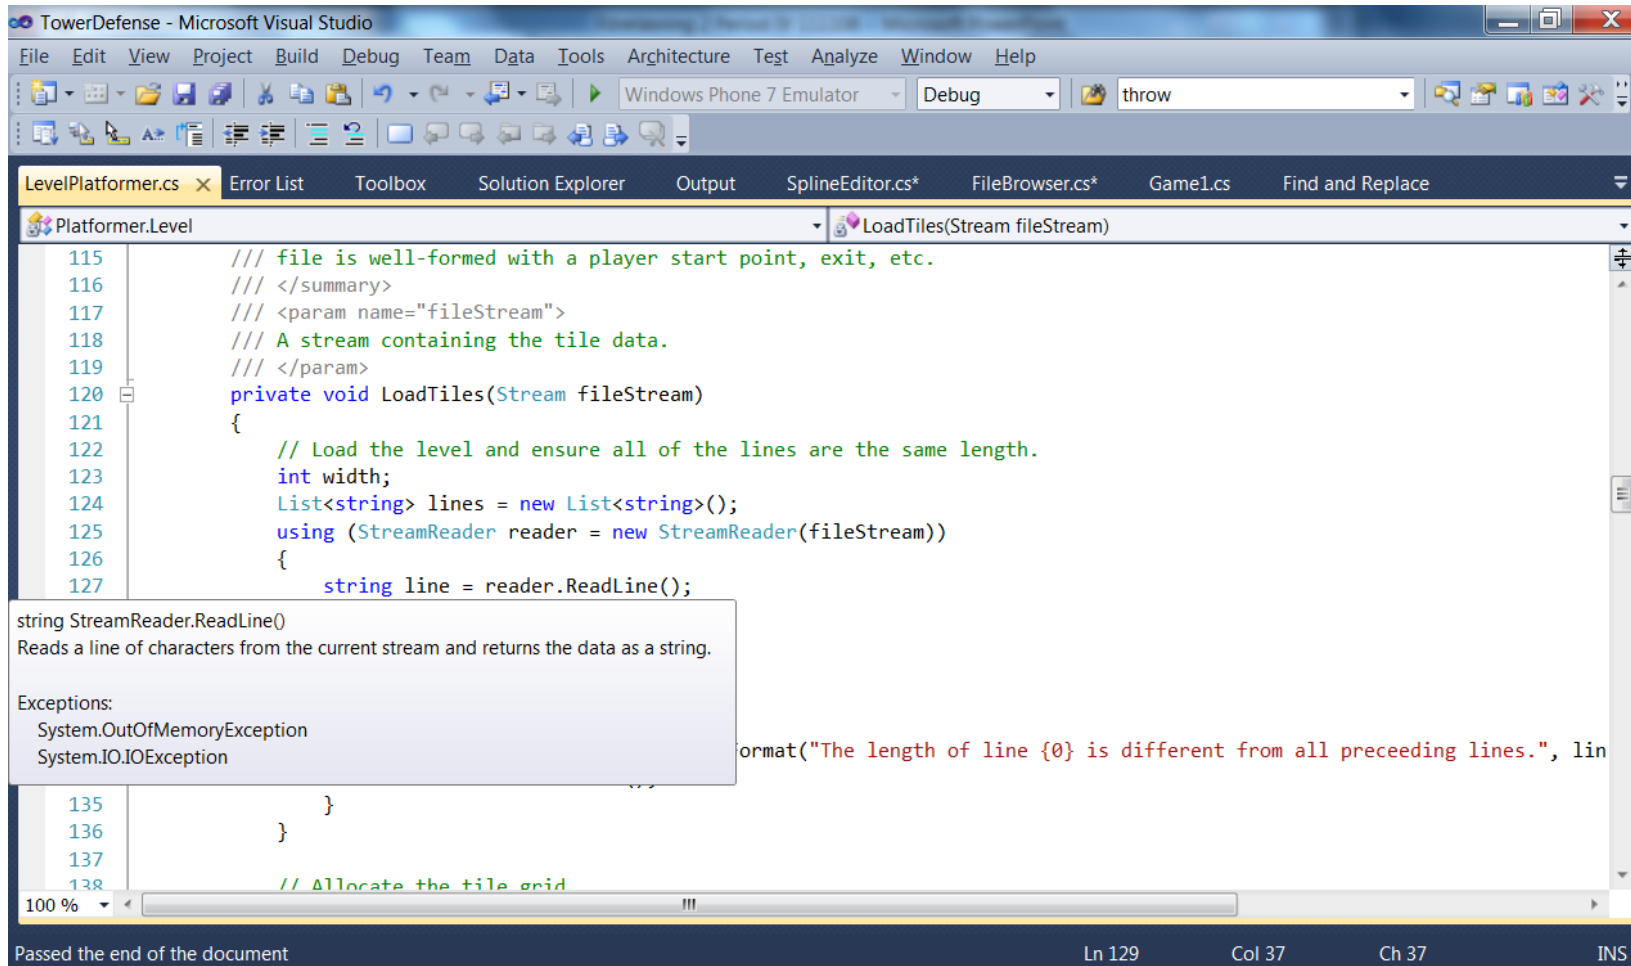 TowerDefense - Microsoft Visual Studio
File Edit View Project Build Debug Team Data Tools Architecture Test Analyze Window Help
Windows Phone 7 Emulator Debug throw
LevelPlatformer.cs Error List Toolbox Solution Explorer Output SplineEditor.cs* FileBrowser.cs* Game1.cs Find and Replace
Platformer.Level LoadTiles(Stream fileStream)
115 /// file is well-formed with a player start point, exit, etc.
116 /// </summary>
117 /// <param name="fileStream">
118 /// A stream containing the tile data.
119 /// </param>
120 private void LoadTiles(Stream fileStream)
121 {
122 // Load the level and ensure all of the lines are the same length.
123 int width;
124 List<string> lines = new List<string>();
125 using (StreamReader reader = new StreamReader(fileStream))
126 {
127 string line = reader.ReadLine();
string StreamReader.ReadLine()
Reads a line of characters from the current stream and returns the data as a string.
Exceptions:
System.OutOfMemoryException
System.IO.IOException
ormat("The length of line {0} is different from all preceeding lines.", lin
135 }
136 }
137
138 // Allocate the tile grid
100 %
Passed the end of the document Ln 129 Col 37 Ch 37 INS